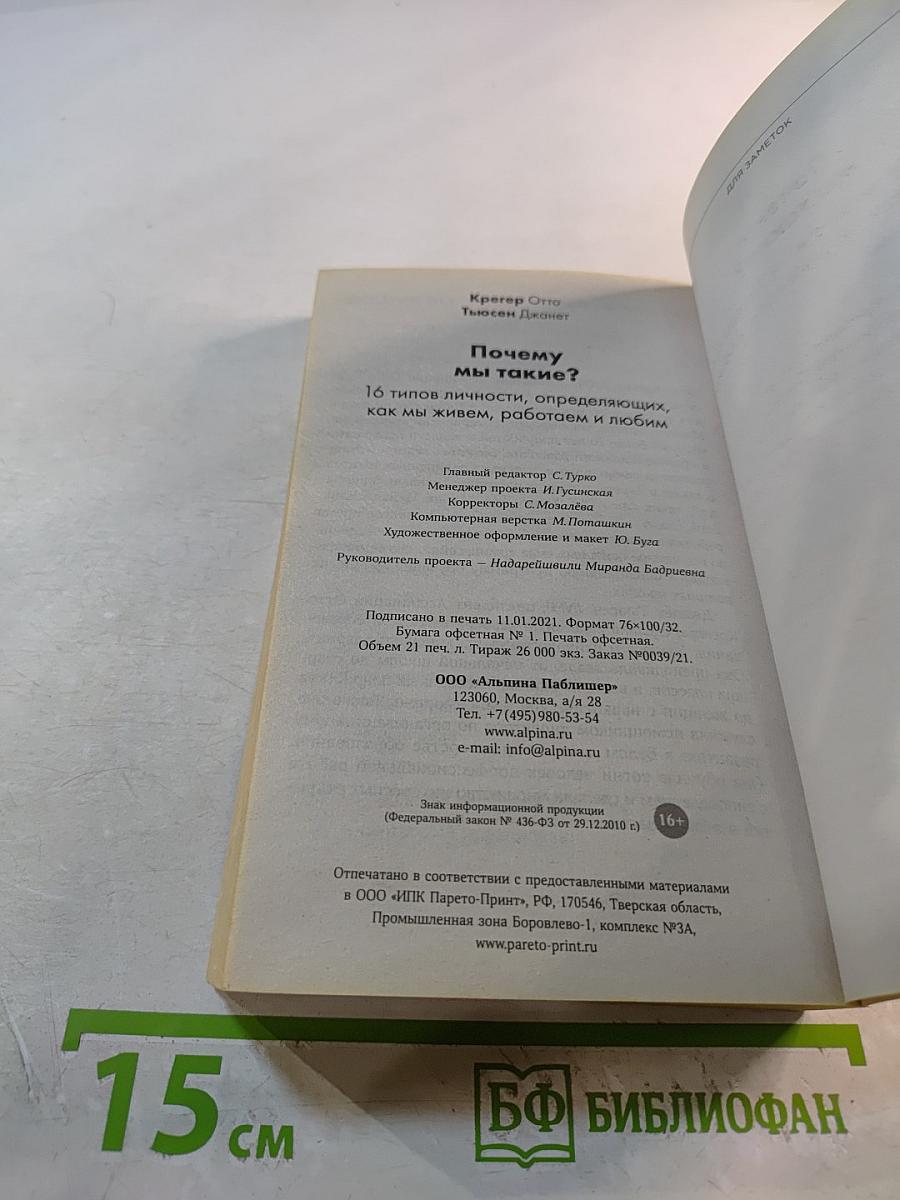 ДЛЯ ЗАМЕТОК
Крегер Отто
Тьюсен Джанет
Почему
мы такие?
16 типов личности, определяющих,
как мы живем, работаем и любим
Главный редактор С. Турко
Менеджер проекта И. Гусинская
Корректоры С. Мозалёва
Компьютерная верстка М. Поташкин
Художественное оформление и макет Ю. Буга
Руководитель проекта — Надарейшвили Миранда Бадриевна
Подписано в печать 11.01.2021. Формат 76×100/32.
Бумага офсетная № 1. Печать офсетная.
Объем 21 печ. л. Тираж 26 000 экз. Заказ №0039/21.
ООО «Альпина Паблишер»
123060, Москва, а/я 28
Тел. +7 (495) 980-53-54
www.alpina.ru
e-mail: info@alpina.ru
Знак информационной продукции
(Федеральный закон № 436-ФЗ от 29.12.2010 г.)
16+
Отпечатано в соответствии с предоставленными материалами
в ООО «ИПК Парето-Принт», РФ, 170546, Тверская область,
Промышленная зона Боровлево-1, комплекс №3А,
www.pareto-print.ru
15 см
БФ БИБЛИОФАН